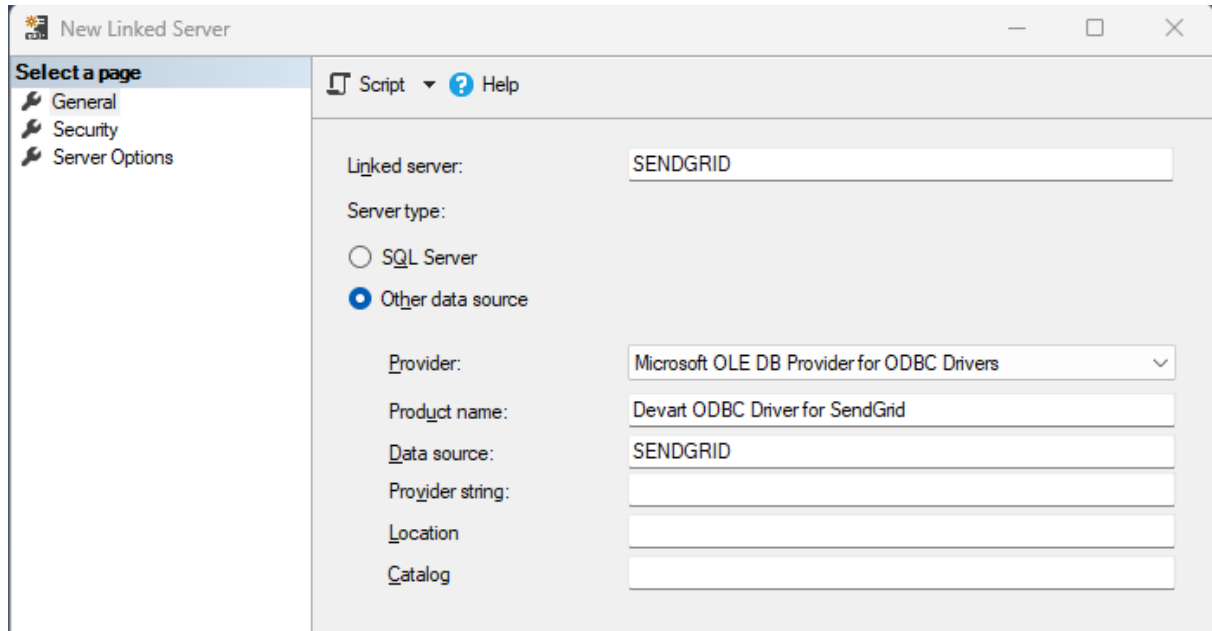 New Linked Server
Select a page
General
Security
Server Options
Script
Help
Linked server: SENDGRID
Server type:
SQL Server
Other data source
Provider: Microsoft OLE DB Provider for ODBC Drivers
Product name: Devart ODBC Driver for SendGrid
Data source: SENDGRID
Provider string:
Location
Catalog